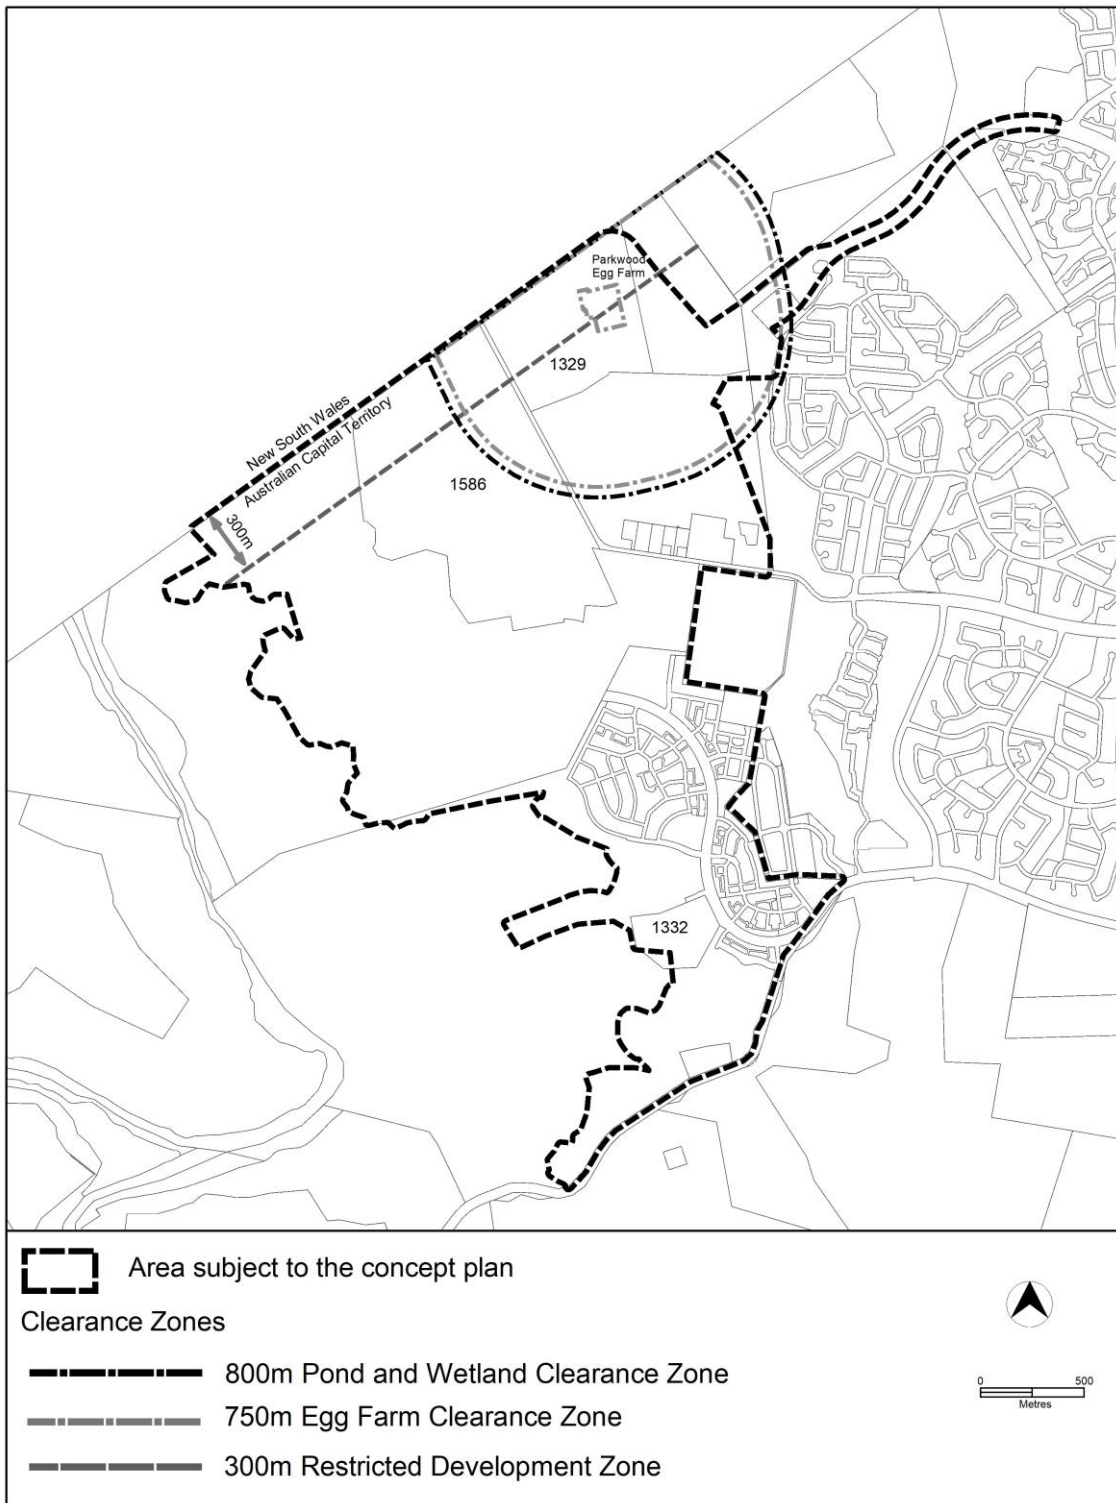 Parkwood
Egg Farm
1329
New South Wales
Australian Capital Territory
1586
300m
1332
Area subject to the concept plan
Clearance Zones
800m Pond and Wetland Clearance Zone
0 500
Metres
750m Egg Farm Clearance Zone
300m Restricted Development Zone